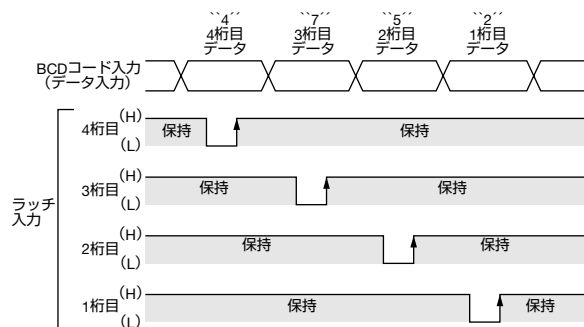 ``4´´ ``7´´ ``5´´ ``2´´
4桁目 3桁目 2桁目 1桁目
データ データ データ データ
BCDコード入力
(データ入力)
ラッチ
入力
4桁目 (H)
(L)
保持 保持
3桁目 (H)
(L)
保持 保持
2桁目 (H)
(L)
保持 保持
1桁目 (H)
(L)
保持 保持